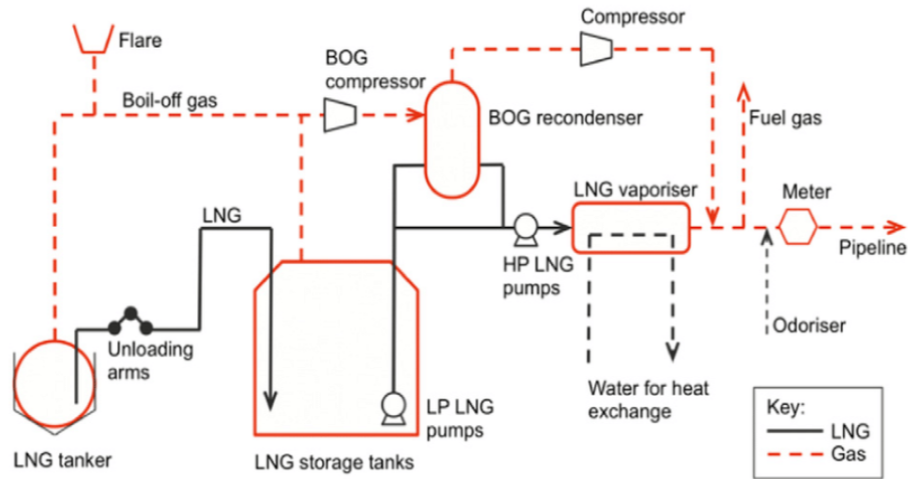 Flare
Boil-off gas
BOG
compressor
Compressor
BOG recondenser
Fuel gas
LNG
LNG vaporiser
Meter
HP LNG
pumps
Pipeline
Unloading
arms
Odoriser
Water for heat
exchange
LP LNG
pumps
LNG tanker
LNG storage tanks
Key:
LNG
Gas